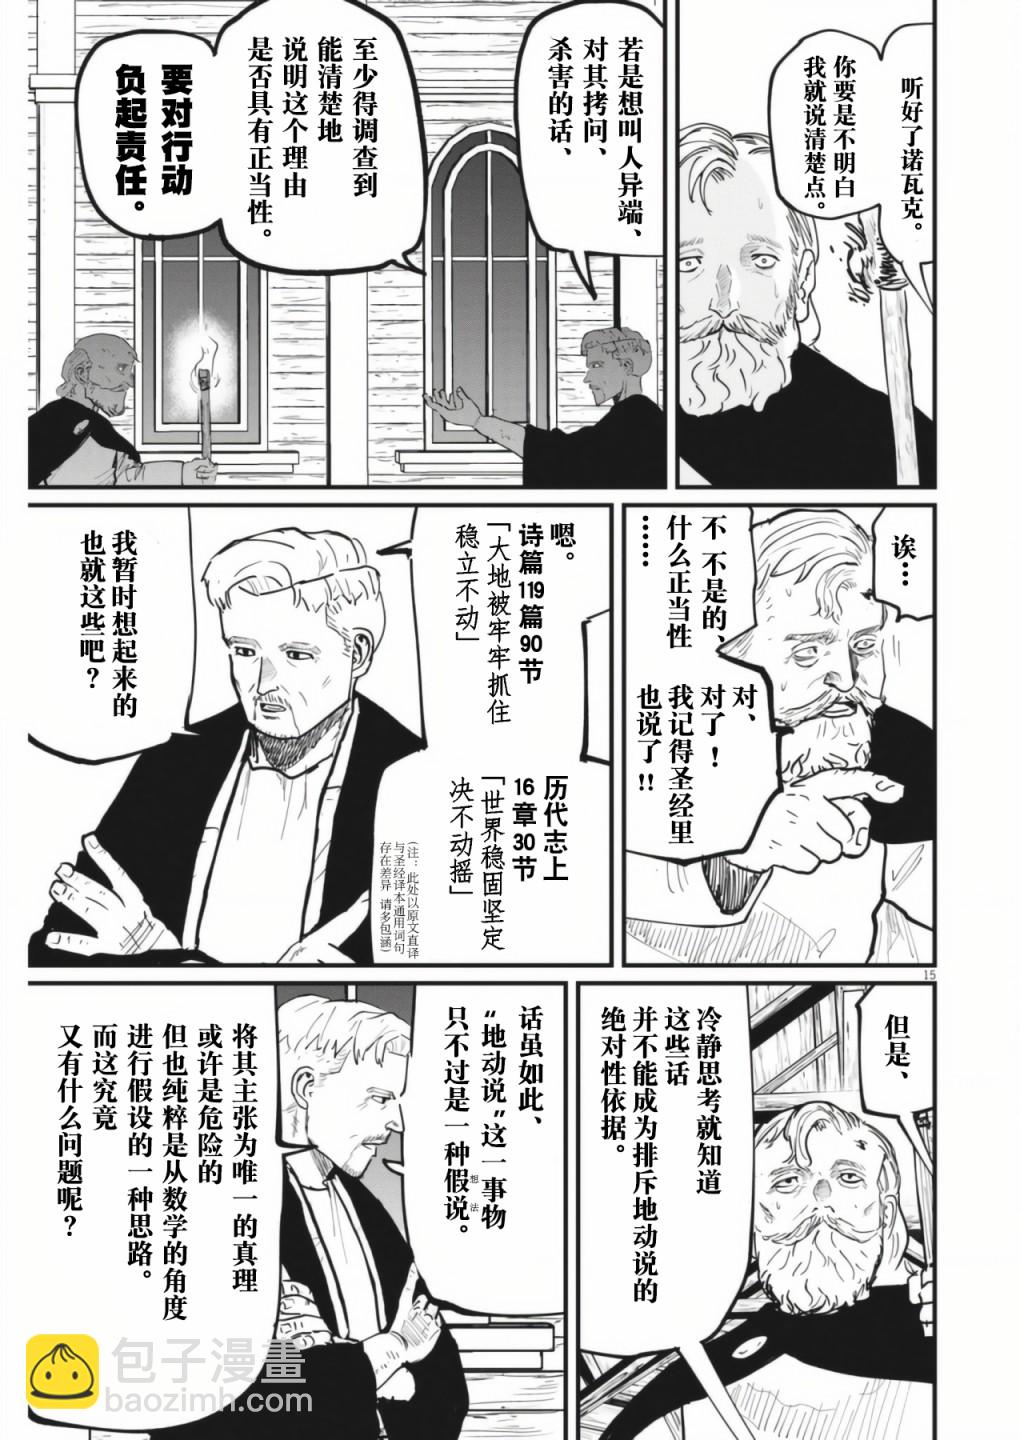 听好了诺瓦克。
你要是不明白
我就说清楚点。
若是想叫人异端、
对其拷问、
杀害的话、
至少得调查到
能清楚地
说明这个理由
是否具有正当性。
要对行动
负起责任。
诶…
不 不是的、
什么正当性
……
对、
对了！
我记得圣经里
也说了!!
嗯。
诗篇119篇90节
「大地被牢牢抓住
稳立不动」
历代志上
16章30节
「世界稳固坚定
决不动摇」
(注：此处以原文直译
与圣经译本通用词句
存在差异 请多包涵)
我暂时想起来的
也就这些吧?
15
但是、
冷静思考就知道
这些话
并不能成为排斥地动说的
绝对性依据。
话虽如此、
“地动说”这一事物
只不过是一种假说。
想法
将其主张为唯一的真理
或许是危险的
但也纯粹是从数学的角度
进行假设的一种思路。
而这究竟
又有什么问题呢?
包子漫畫
baozimh.com